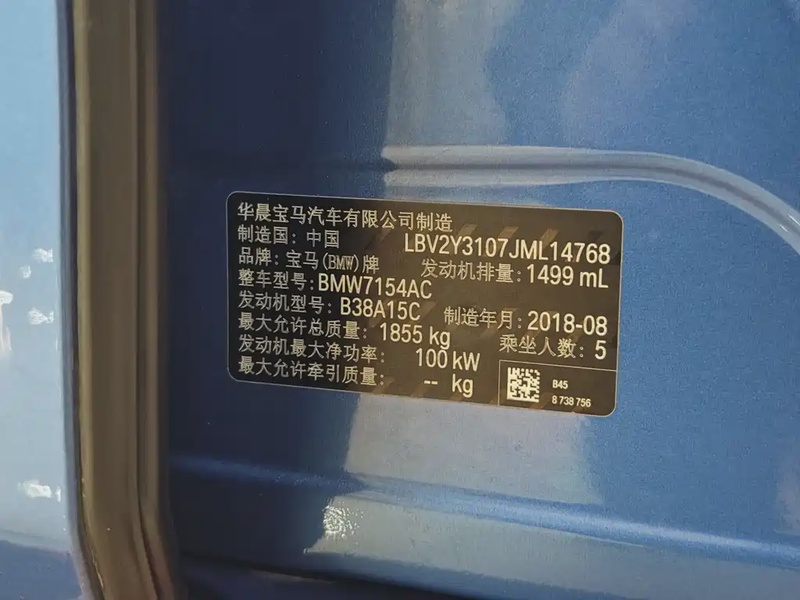 华晨宝马汽车有限公司制造
制造国：中国 LBV2Y3107JML14768
品牌：宝马(BMW)牌 发动机排量：1499 mL
整车型号：BMW7154AC
发动机型号：B38A15C 制造年月：2018-08
最大允许总质量：1855 kg 乘坐人数：5
发动机最大净功率：100 kW
最大允许牵引质量：-- kg
B45
8 738 756